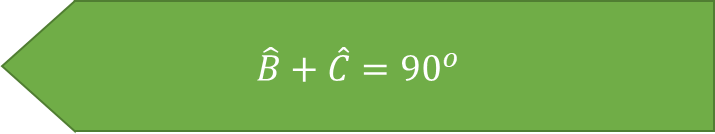 B̂ + Ĉ = 90º